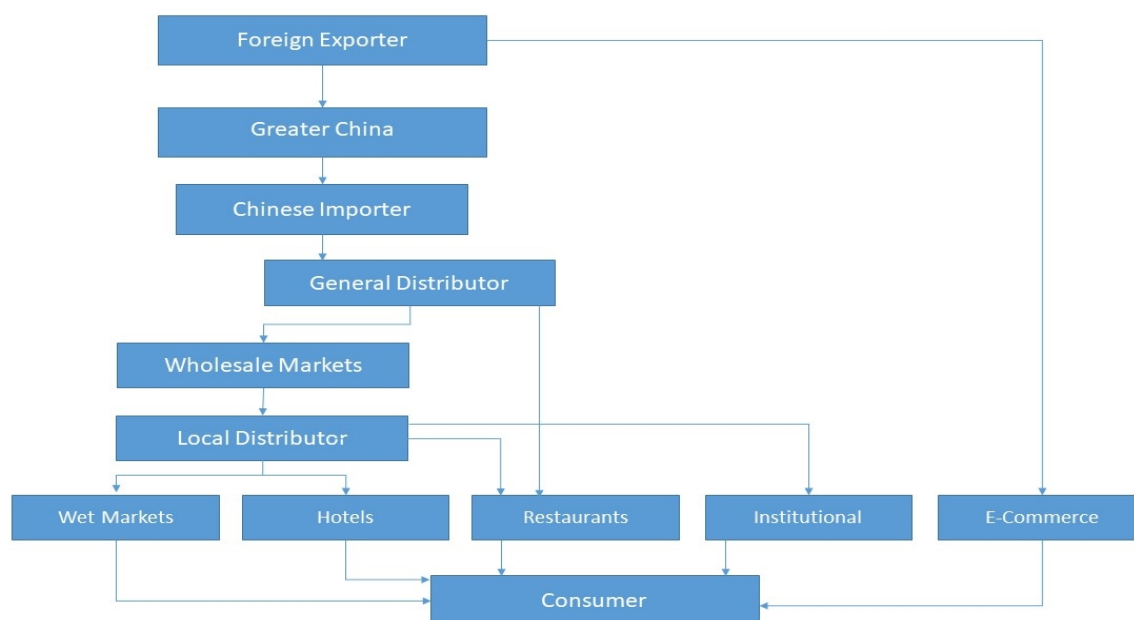 Foreign Exporter
Greater China
Chinese Importer
General Distributor
Wholesale Markets
Local Distributor
Wet Markets
Hotels
Restaurants
Institutional
E-Commerce
Consumer